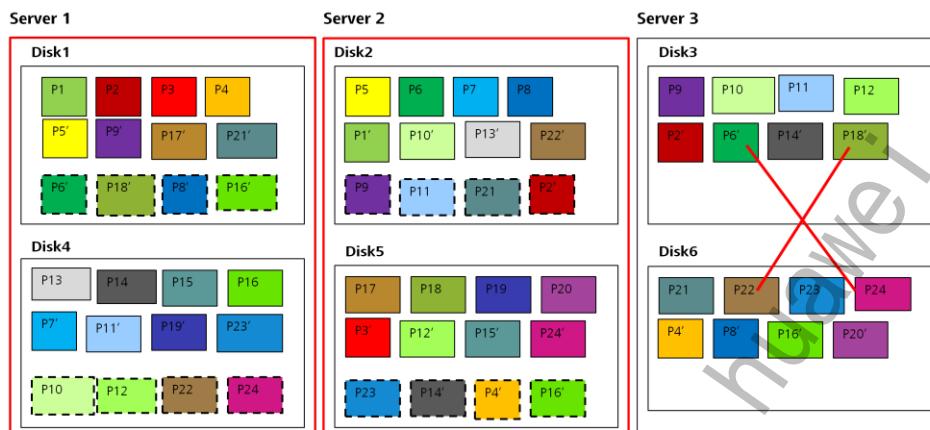 Server 1 Server 2 Server 3
Disk1 Disk2 Disk3
P1 P2 P3 P4 P5 P6 P7 P8 P9 P10 P11 P12
P5′ P9′ P17′ P21′ P1′ P10′ P13′ P22′ P2′ P6′ P14′ P18′
P6′ P18′ P8′ P16′ P9 P11 P21 P2′
Disk4 Disk5 Disk6
P13 P14 P15 P16 P17 P18 P19 P20 P21 P22 P23 P24
P7′ P11′ P19′ P23′ P3′ P12′ P15′ P24′ P4′ P8′ P16′ P20′
P10 P12 P22 P24 P23 P14′ P4′ P16′
huawei